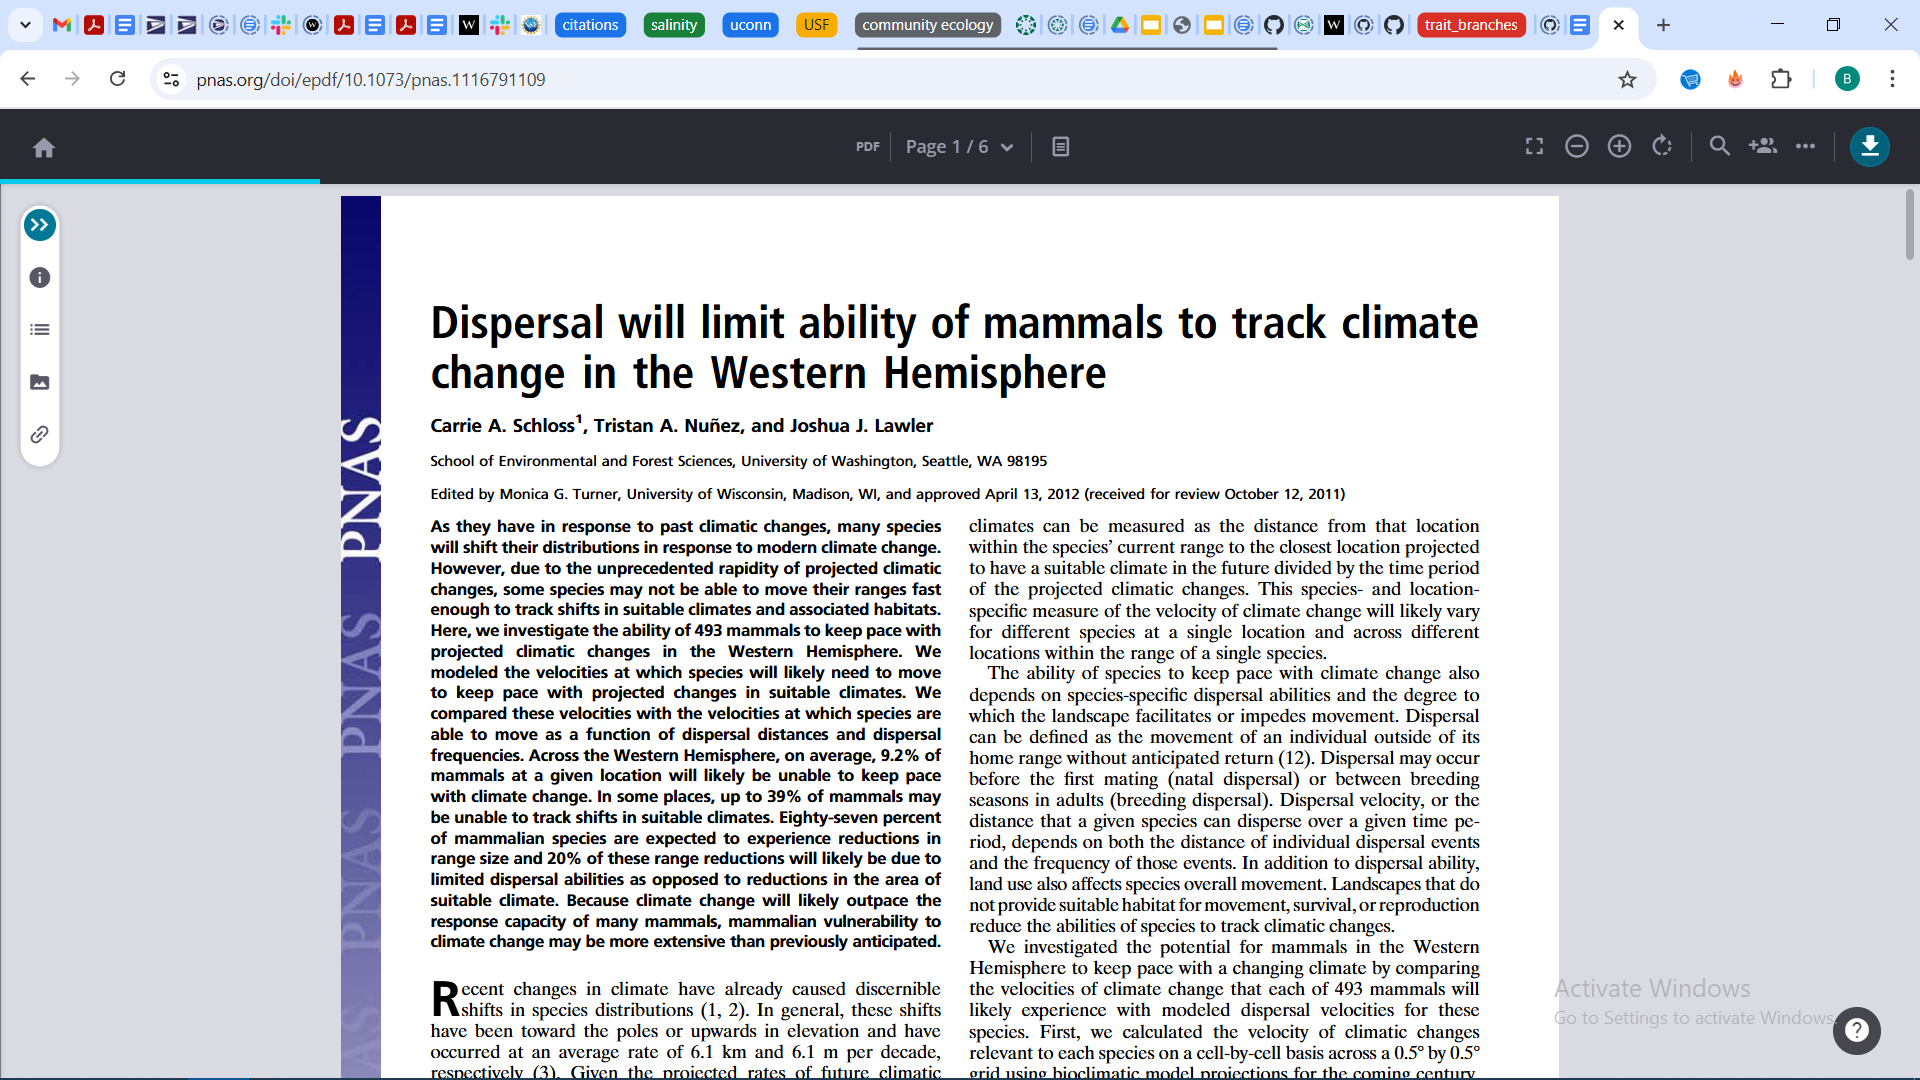 citations
salinity
uconn
USF
community ecology
trait_branches
pnas.org/doi/epdf/10.1073/pnas.1116791109
B
PDF
Page 1 / 6
PNAS
PNAS
PNAS
PNAS
Dispersal will limit ability of mammals to track climate
change in the Western Hemisphere
Carrie A. Schloss1, Tristan A. Nuñez, and Joshua J. Lawler
School of Environmental and Forest Sciences, University of Washington, Seattle, WA 98195
Edited by Monica G. Turner, University of Wisconsin, Madison, WI, and approved April 13, 2012 (received for review October 12, 2011)
As they have in response to past climatic changes, many species
will shift their distributions in response to modern climate change.
However, due to the unprecedented rapidity of projected climatic
changes, some species may not be able to move their ranges fast
enough to track shifts in suitable climates and associated habitats.
Here, we investigate the ability of 493 mammals to keep pace with
projected climatic changes in the Western Hemisphere. We
modeled the velocities at which species will likely need to move
to keep pace with projected changes in suitable climates. We
compared these velocities with the velocities at which species are
able to move as a function of dispersal distances and dispersal
frequencies. Across the Western Hemisphere, on average, 9.2% of
mammals at a given location will likely be unable to keep pace
with climate change. In some places, up to 39% of mammals may
be unable to track shifts in suitable climates. Eighty-seven percent
of mammalian species are expected to experience reductions in
range size and 20% of these range reductions will likely be due to
limited dispersal abilities as opposed to reductions in the area of
suitable climate. Because climate change will likely outpace the
response capacity of many mammals, mammalian vulnerability to
climate change may be more extensive than previously anticipated.
Recent changes in climate have already caused discernible
shifts in species distributions (1, 2). In general, these shifts
have been toward the poles or upwards in elevation and have
occurred at an average rate of 6.1 km and 6.1 m per decade,
respectively (3). Given the projected rates of future climatic
climates can be measured as the distance from that location
within the species' current range to the closest location projected
to have a suitable climate in the future divided by the time period
of the projected climatic changes. This species- and location-
specific measure of the velocity of climate change will likely vary
for different species at a single location and across different
locations within the range of a single species.
The ability of species to keep pace with climate change also
depends on species-specific dispersal abilities and the degree to
which the landscape facilitates or impedes movement. Dispersal
can be defined as the movement of an individual outside of its
home range without anticipated return (12). Dispersal may occur
before the first mating (natal dispersal) or between breeding
seasons in adults (breeding dispersal). Dispersal velocity, or the
distance that a given species can disperse over a given time pe-
riod, depends on both the distance of individual dispersal events
and the frequency of those events. In addition to dispersal ability,
land use also affects species overall movement. Landscapes that do
not provide suitable habitat for movement, survival, or reproduction
reduce the abilities of species to track climatic changes.
We investigated the potential for mammals in the Western
Hemisphere to keep pace with a changing climate by comparing
the velocities of climate change that each of 493 mammals will
likely experience with modeled dispersal velocities for these
species. First, we calculated the velocity of climatic changes
relevant to each species on a cell-by-cell basis across a 0.5° by 0.5°
grid using bioclimatic model projections for the coming century.
Activate Windows
Go to Settings to activate Windows.